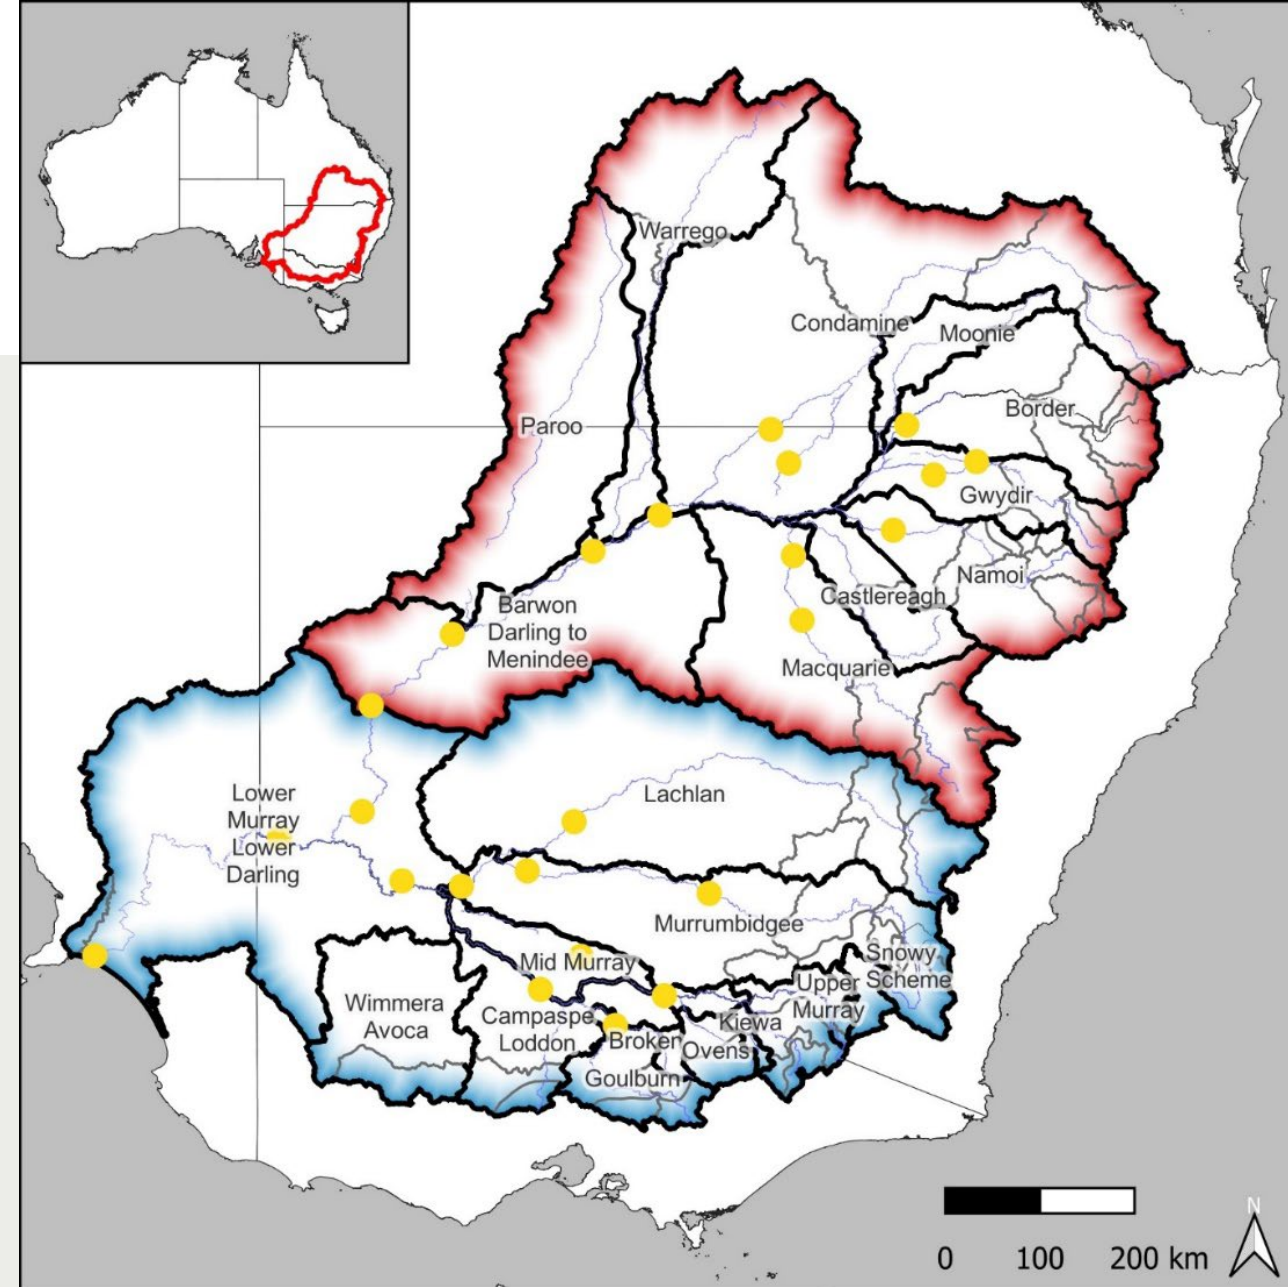 Warrego
Condamine
Moonie
Border
Paroo
Gwydir
Namoi
Castlereagh
Barwon
Darling to
Menindee
Macquarie
Lachlan
Lower
Murray
Lower
Darling
Murrumbidgee
Mid Murray
Snowy
Scheme
Upper
Murray
Wimmera
Avoca
Campaspe
Loddon
Kiewa
Broken
Ovens
Goulburn
N
0 100 200 km